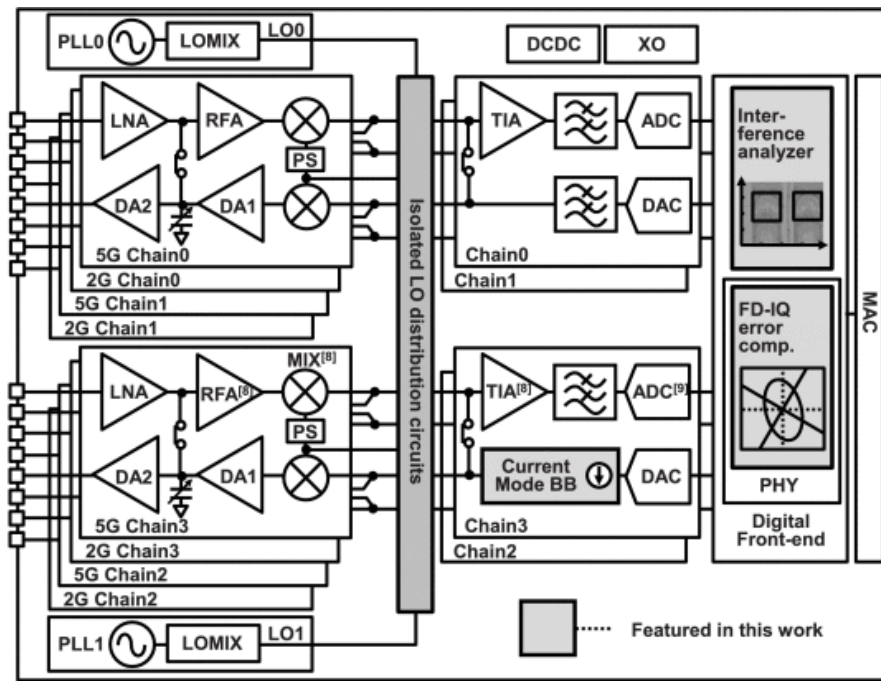 PLL0
LOMIX
LO0
DCDC
XO
LNA
RFA
PS
DA2
DA1
5G Chain0
2G Chain0
5G Chain1
2G Chain1
Isolated LO distribution circuits
TIA
ADC
DAC
Chain0
Chain1
Inter-
ference
analyzer
FD-IQ
error
comp.
PHY
Digital
Front-end
MAC
LNA
RFA[8]
MIX[8]
PS
DA2
DA1
5G Chain3
2G Chain3
5G Chain2
2G Chain2
TIA[8]
ADC[9]
Current
Mode BB
DAC
Chain3
Chain2
PLL1
LOMIX
LO1
Featured in this work